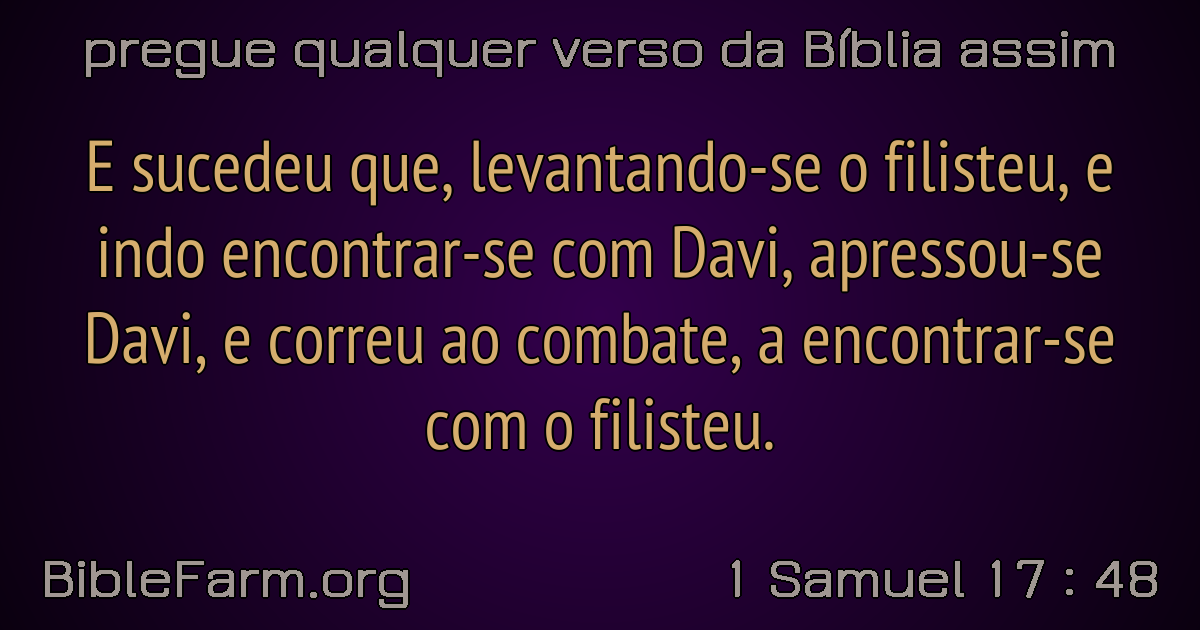 pregue qualquer verso da Bíblia assim
E sucedeu que, levantando-se o filisteu, e
indo encontrar-se com Davi, apressou-se
Davi, e correu ao combate, a encontrar-se
com o filisteu.
BibleFarm.org
1 Samuel 17 : 48